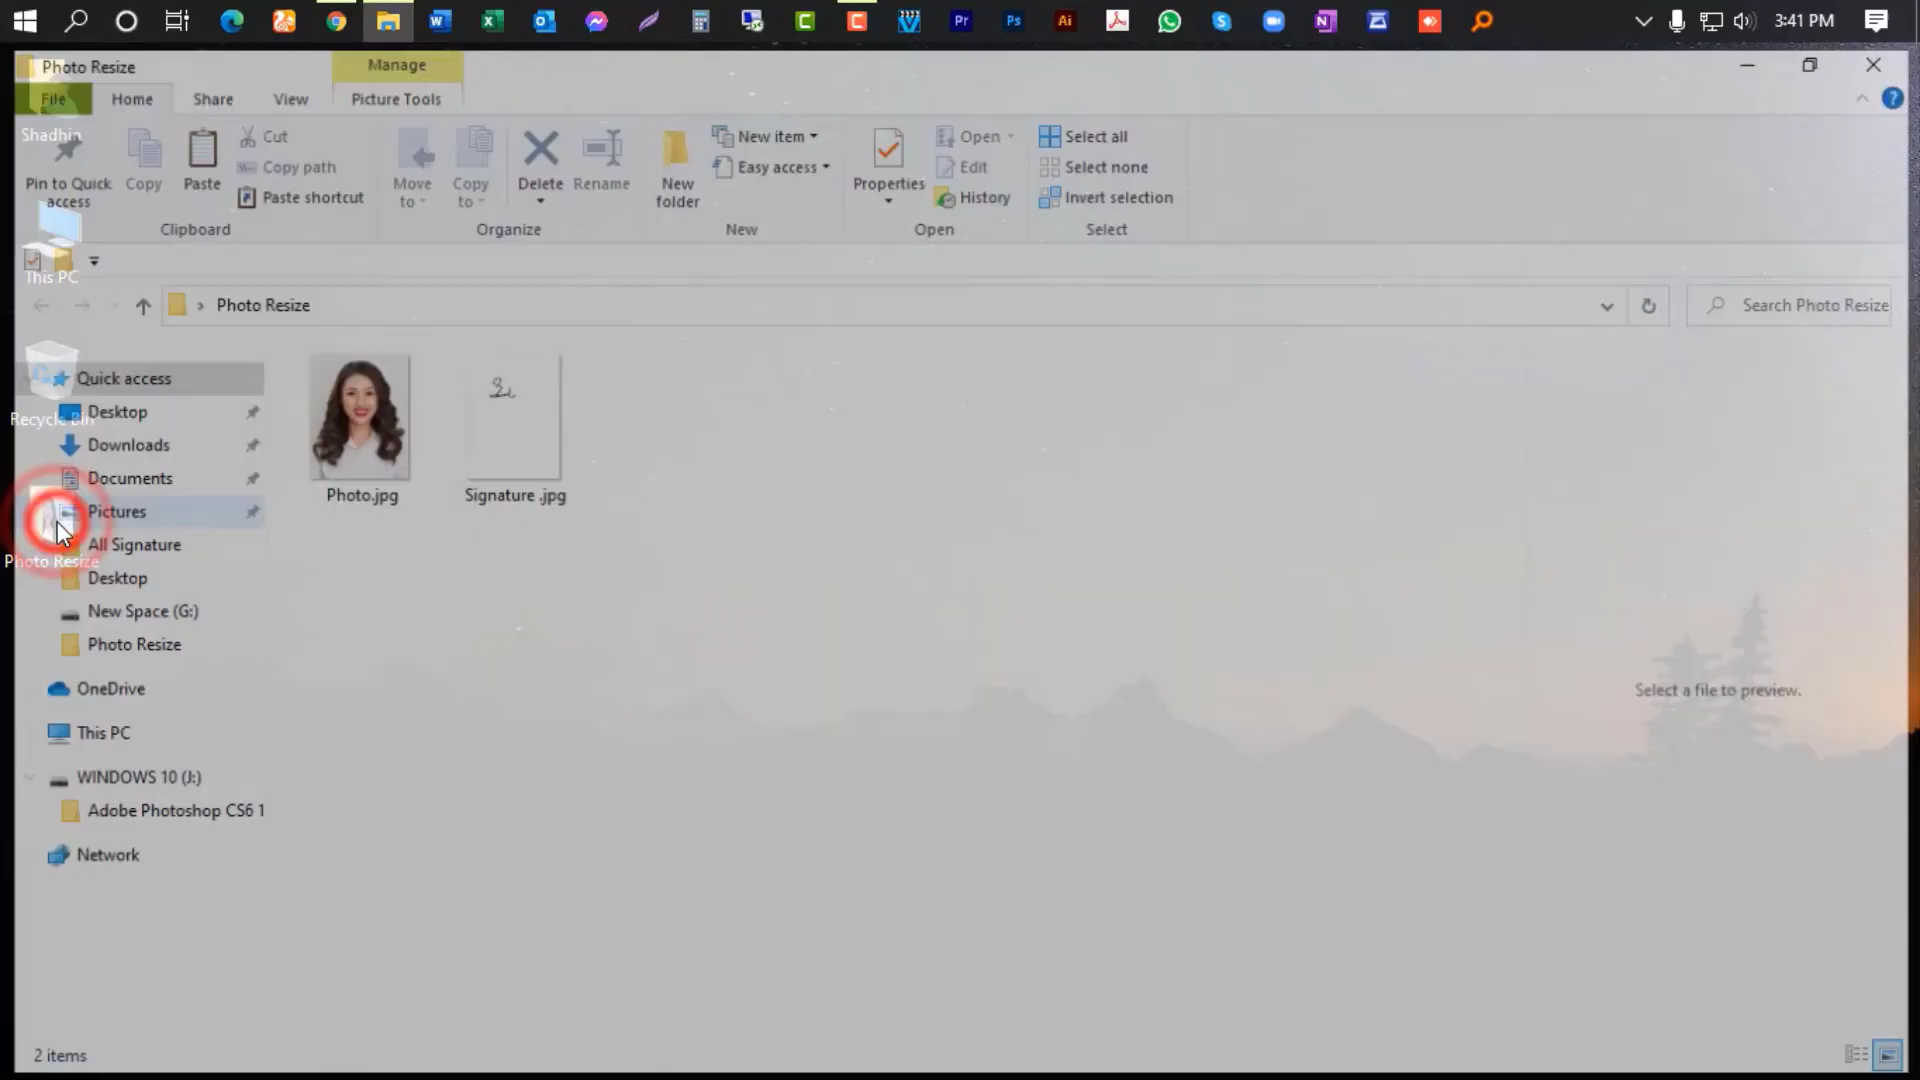 3:41 PM
Photo Resize
Manage
File
Home
Share
View
Picture Tools
Shadhin
Pin to Quick access
Copy
Paste
Cut
Copy path
Paste shortcut
Clipboard
Move to
Copy to
Delete
Rename
Organize
New folder
New item
Easy access
New
Properties
Open
Edit
History
Open
Select all
Select none
Invert selection
Select
This PC
Photo Resize
Search Photo Resize
Quick access
Desktop
Recycle Bin
Downloads
Documents
Pictures
All Signature
Photo Resize
Desktop
New Space (G:)
Photo Resize
OneDrive
This PC
WINDOWS 10 (J:)
Adobe Photoshop CS6 1
Network
Photo.jpg
Signature .jpg
Select a file to preview.
2 items